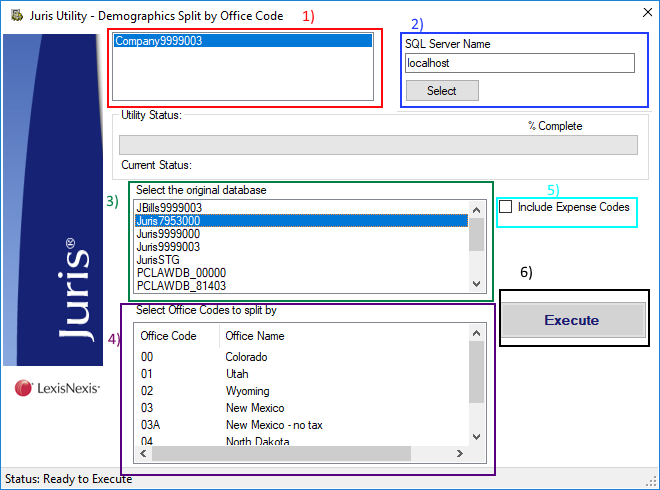 Juris Utility - Demographics Split by Office Code
1)
2)
Company9999003
SQL Server Name
localhost
Select
Utility Status:
% Complete
Current Status:
3)
Select the original database
5)
JBills9999003
Juris7953000
Juris9999000
Juris9999003
JurisSTG
PCLAWDB_00000
PCLAWDB_81403
Include Expense Codes
6)
Execute
4)
Select Office Codes to split by
Office Code Office Name
00 Colorado
01 Utah
02 Wyoming
03 New Mexico
03A New Mexico - no tax
04 North Dakota
Juris®
LexisNexis®
Status: Ready to Execute